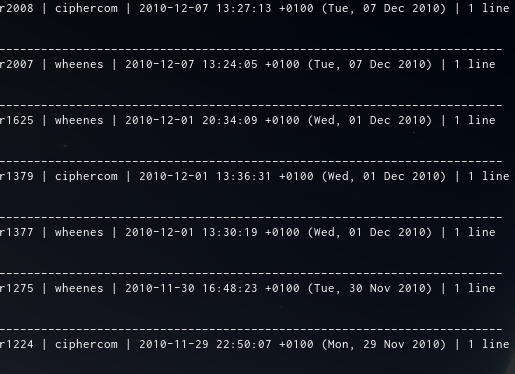 r2008 | ciphercom | 2010-12-07 13:27:13 +0100 (Tue, 07 Dec 2010) | 1 line
------------------------------------------------------------------------
r2007 | wheenes | 2010-12-07 13:24:05 +0100 (Tue, 07 Dec 2010) | 1 line
------------------------------------------------------------------------
r1625 | wheenes | 2010-12-01 20:34:09 +0100 (Wed, 01 Dec 2010) | 1 line
------------------------------------------------------------------------
r1379 | ciphercom | 2010-12-01 13:36:31 +0100 (Wed, 01 Dec 2010) | 1 line
------------------------------------------------------------------------
r1377 | wheenes | 2010-12-01 13:30:19 +0100 (Wed, 01 Dec 2010) | 1 line
------------------------------------------------------------------------
r1275 | wheenes | 2010-11-30 16:48:23 +0100 (Tue, 30 Nov 2010) | 1 line
------------------------------------------------------------------------
r1224 | ciphercom | 2010-11-29 22:50:07 +0100 (Mon, 29 Nov 2010) | 1 line